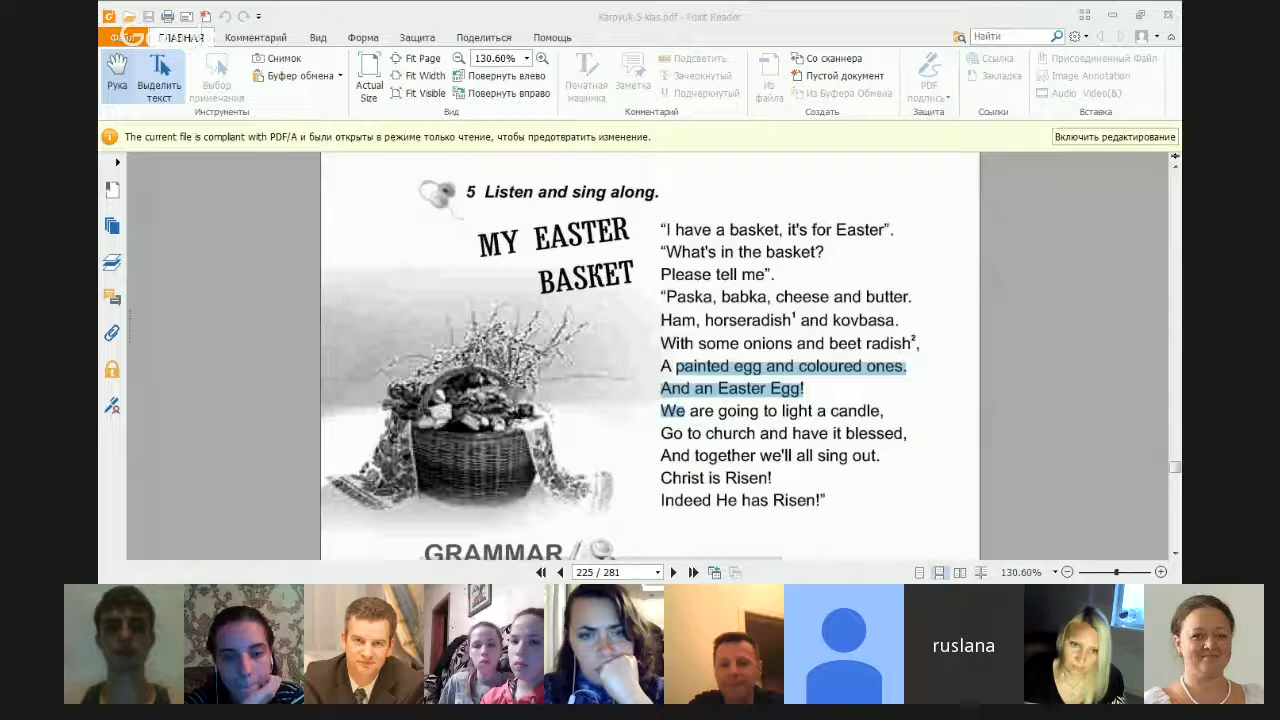 Karpyuk-5-klas.pdf - Foxit Reader
ГЛАВНАЯ Комментарий Вид Форма Защита Поделиться Помощь
Найти
Рука
Выделить текст
Выбор примечания
Снимок
Буфер обмена
Инструменты
Actual Size
Fit Page
Fit Width
Fit Visible
130.60%
Повернуть влево
Повернуть вправо
Вид
Печатная машинка
Заметка
Подсветить
Зачеркнутый
Подчеркнутый
Комментарий
Из файла
Со сканнера
Пустой документ
Из Буфера Обмена
Создать
PDF подпись
Защита
Ссылка
Закладка
Ссылки
Присоединенный Файл
Image Annotation
Audio Video(&)
Вставка
The current file is compliant with PDF/A и были открыты в режиме только чтение, чтобы предотвратить изменение.
Включить редактирование
5 Listen and sing along.
MY EASTER
BASKET
“I have a basket, it's for Easter”.
“What's in the basket?
Please tell me”.
“Paska, babka, cheese and butter.
Ham, horseradish¹ and kovbasa.
With some onions and beet radish²,
A painted egg and coloured ones.
And an Easter Egg!
We are going to light a candle,
Go to church and have it blessed,
And together we'll all sing out.
Christ is Risen!
Indeed He has Risen!”
GRAMMAR
225 / 281
130.60%
ruslana